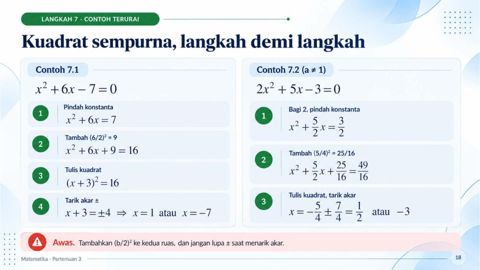 LANGKAH 7 · CONTOH TERURAI
Kuadrat sempurna, langkah demi langkah
Contoh 7.1
x² + 6x − 7 = 0
1 Pindah konstanta
x² + 6x = 7
2 Tambah (6/2)² = 9
x² + 6x + 9 = 16
3 Tulis kuadrat
(x + 3)² = 16
4 Tarik akar ±
x + 3 = ±4 ⇒ x = 1 atau x = −7
Contoh 7.2 (a ≠ 1)
2x² + 5x − 3 = 0
1 Bagi 2, pindah konstanta
x² + 5/2 x = 3/2
2 Tambah (5/4)² = 25/16
x² + 5/2 x + 25/16 = 49/16
3 Tulis kuadrat, tarik akar
x = −5/4 ± 7/4 = 1/2 atau −3
Awas. Tambahkan (b/2)² ke kedua ruas, dan jangan lupa ± saat menarik akar.
Matematika · Pertemuan 3
18